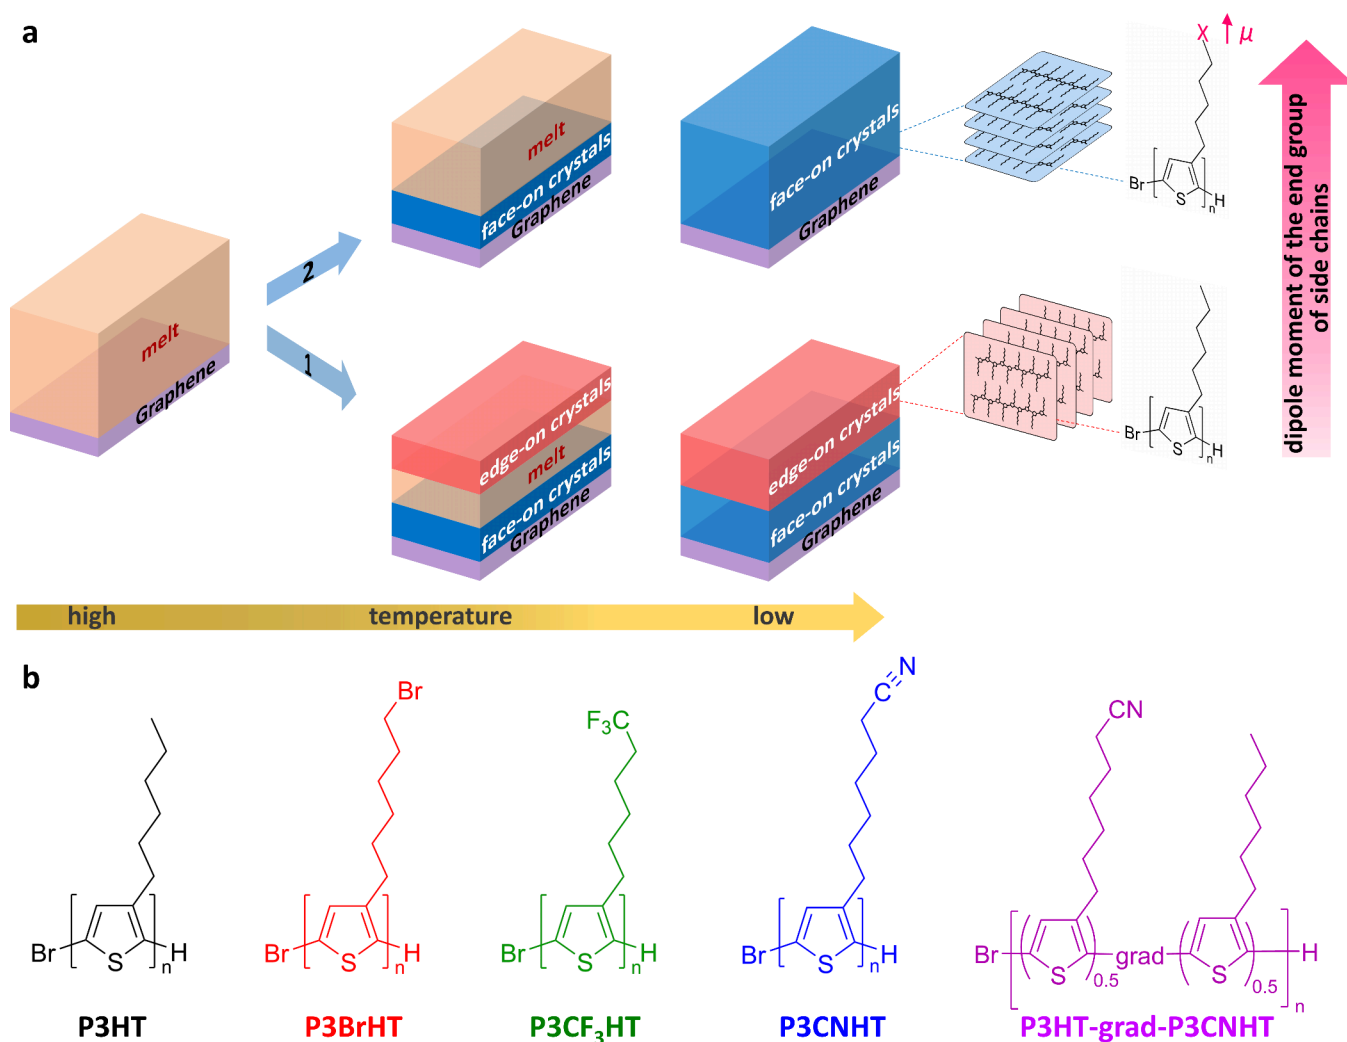 a
melt
Graphene
2
1
melt
face-on crystals
Graphene
face-on crystals
Graphene
X
μ
Br
S
n
H
edge-on crystals
melt
face-on crystals
Graphene
edge-on crystals
face-on crystals
Graphene
Br
S
n
H
dipole moment of the end group
of side chains
high temperature low
b
Br
S
n
H
P3HT
Br
Br
S
n
H
P3BrHT
F3C
Br
S
n
H
P3CF3HT
C
N
Br
S
n
H
P3CNHT
CN
Br
S
0.5
grad
S
0.5
H
n
P3HT-grad-P3CNHT